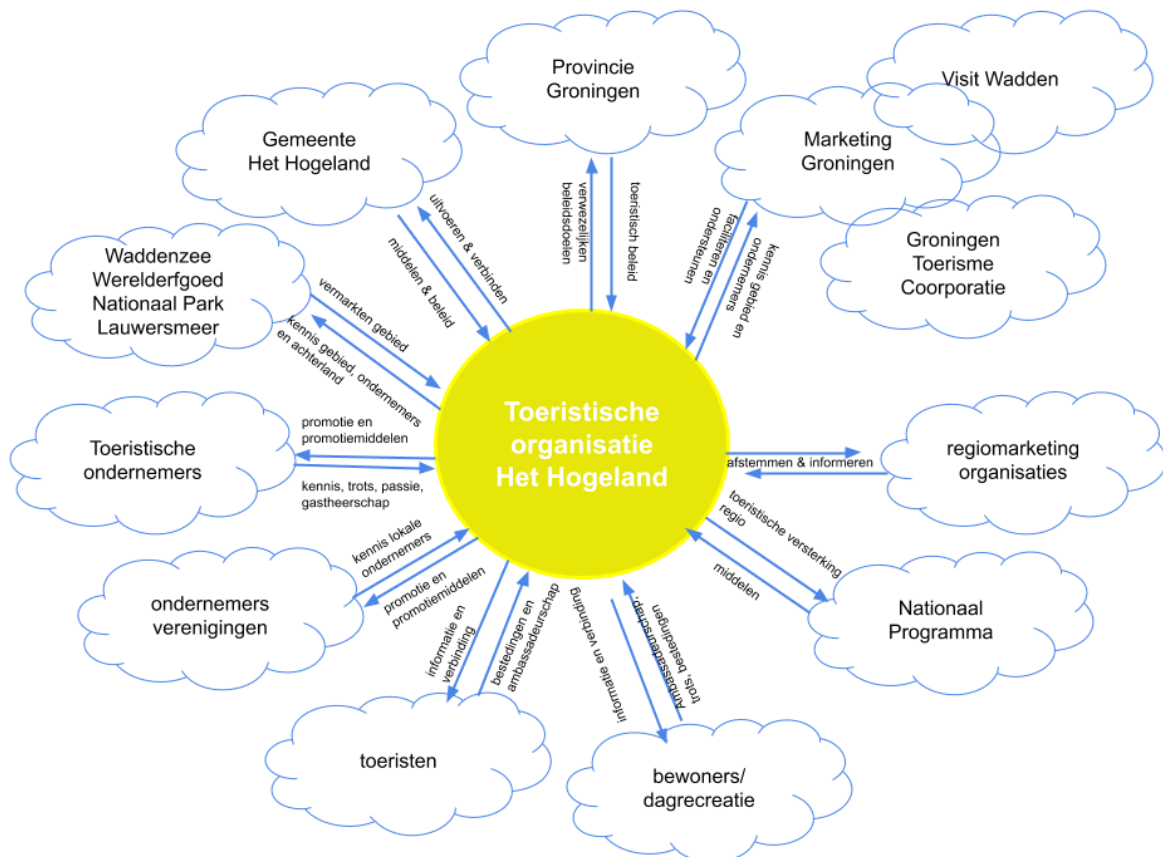 Provincie
Groningen
Visit Wadden
Gemeente
Het Hogeland
Marketing
Groningen
Groningen
Toerisme
Coorporatie
Waddenzee
Werelderfgoed
Nationaal Park
Lauwersmeer
uitvoeren & verbinden
middelen & beleid
verwezelijken
beleidsdoelen
toeristisch beleid
faciliteren en
ondersteunen
kennis gebied en
ondernemers
vermarkten gebied
kennis gebied, ondernemers
en achterland
Toeristische
organisatie
Het Hogeland
Toeristische
ondernemers
promotie en
promotiemiddelen
kennis, trots, passie,
gastheerschap
afstemmen & informeren
regiomarketing
organisaties
toeristische versterking
regio
middelen
Nationaal
Programma
kennis lokale
ondernemers
promotie en
promotiemiddelen
ondernemers
verenigingen
informatie en
verbinding
bestedingen en
ambassadeurschap
informatie en verbinding
Ambassadeurschap,
trots, bestedingen
toeristen
bewoners/
dagrecreatie